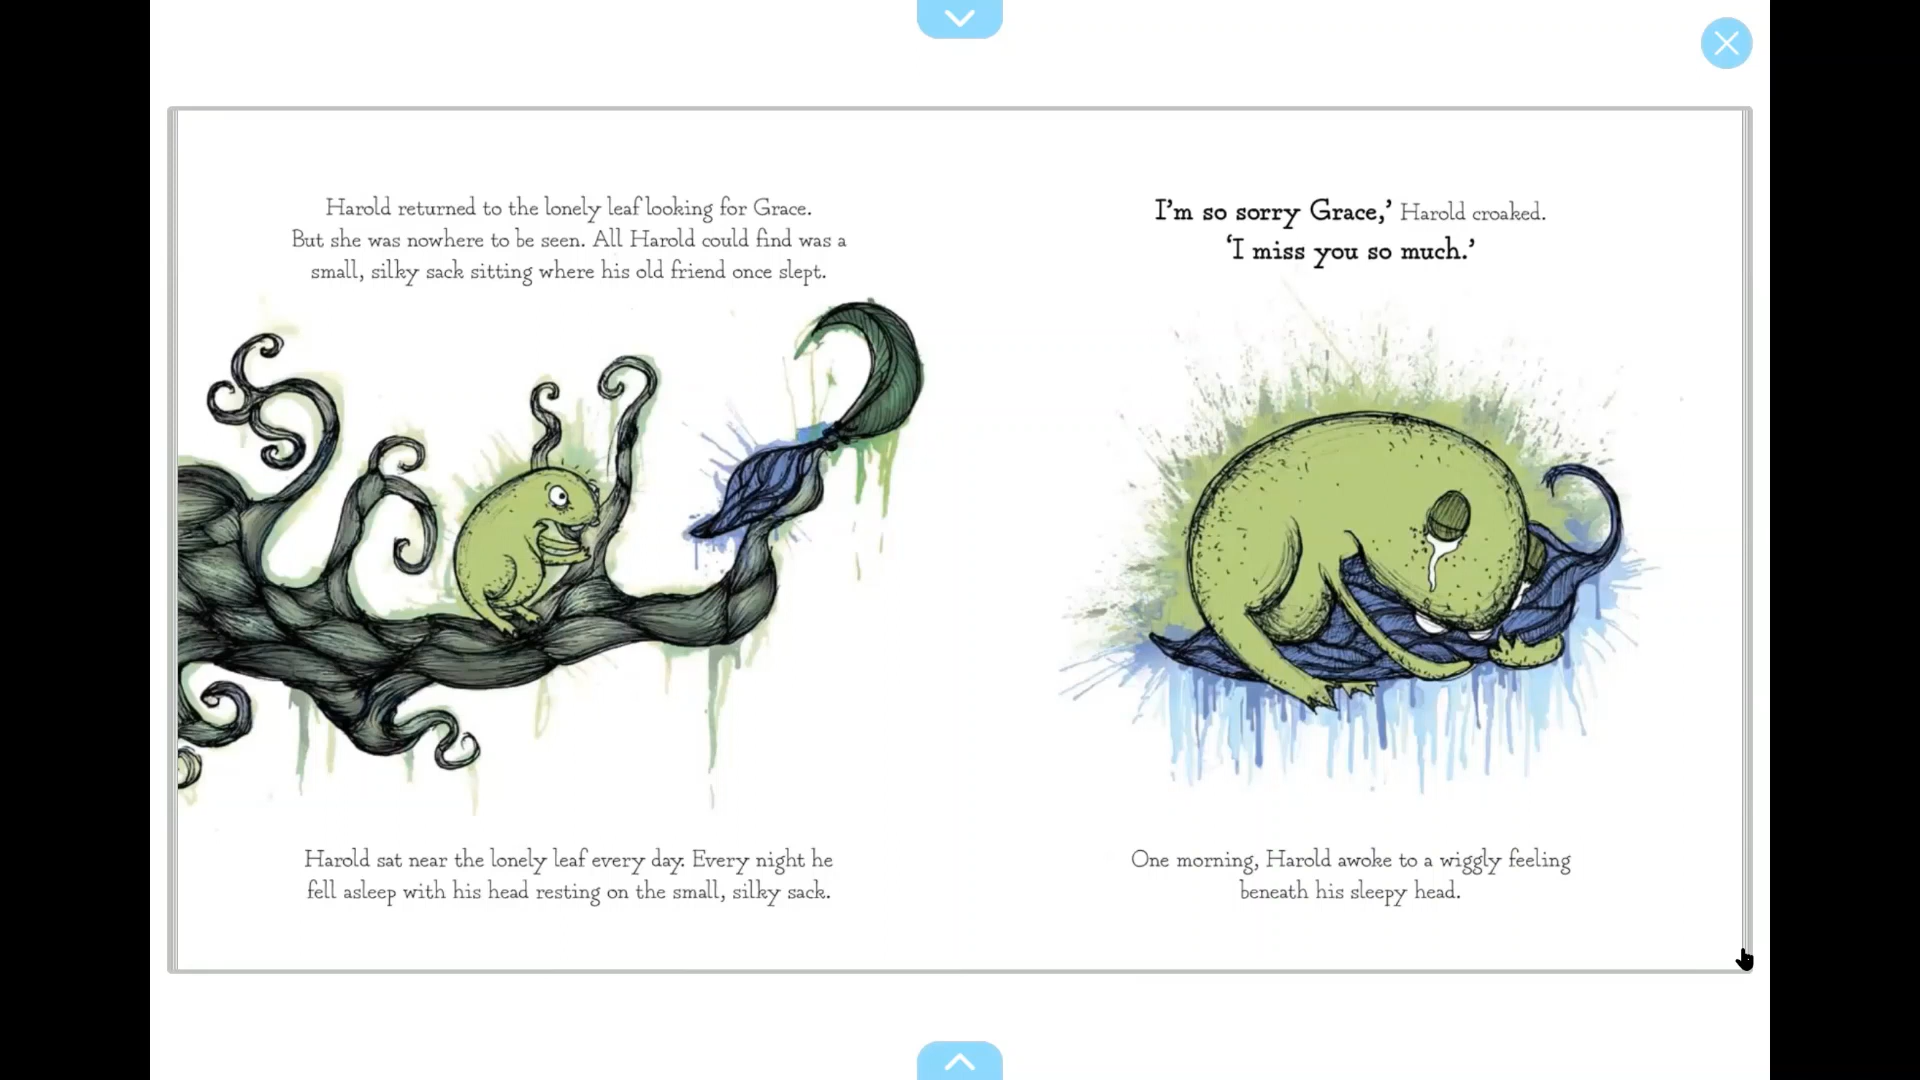 Harold returned to the lonely leaf looking for Grace.
But she was nowhere to be seen. All Harold could find was a
small, silky sack sitting where his old friend once slept.
Harold sat near the lonely leaf every day. Every night he
fell asleep with his head resting on the small, silky sack.
I'm so sorry Grace,’ Harold croaked.
‘I miss you so much.’
One morning, Harold awoke to a wiggly feeling
beneath his sleepy head.